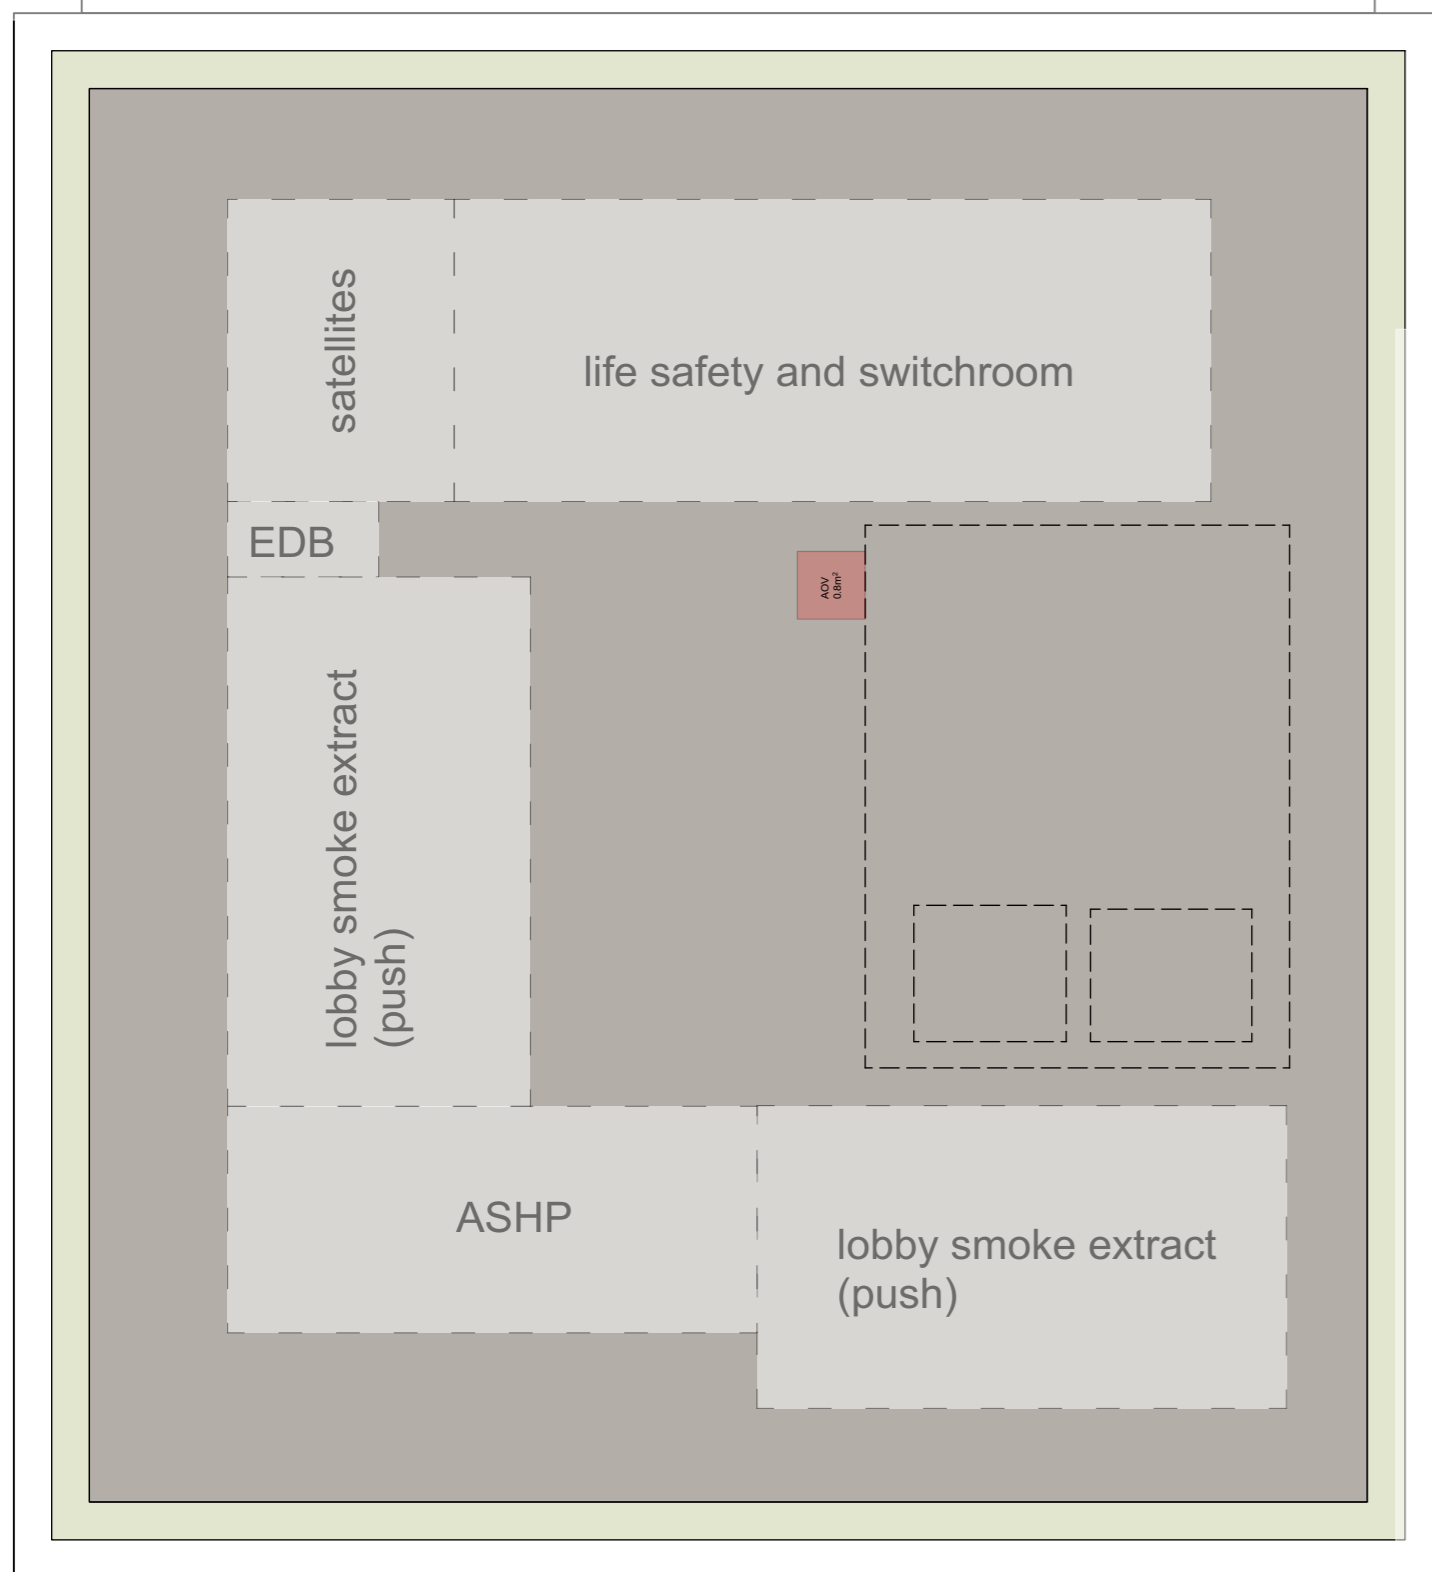 satellites
life safety and switchroom
EDB
AOV
0.8m²
lobby smoke extract
(push)
ASHP
lobby smoke extract
(push)